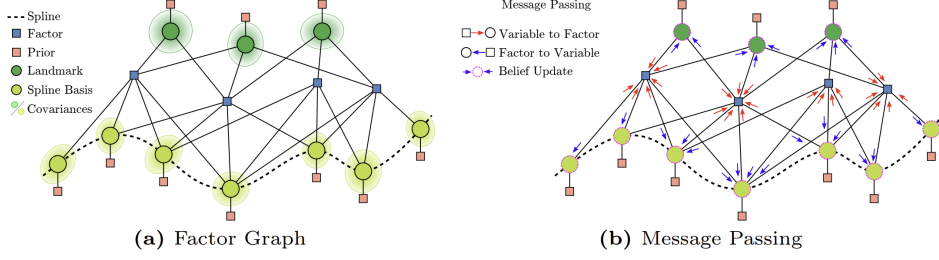 Spline
Factor
Prior
Landmark
Spline Basis
Covariances
(a) Factor Graph
Message Passing
Variable to Factor
Factor to Variable
Belief Update
(b) Message Passing